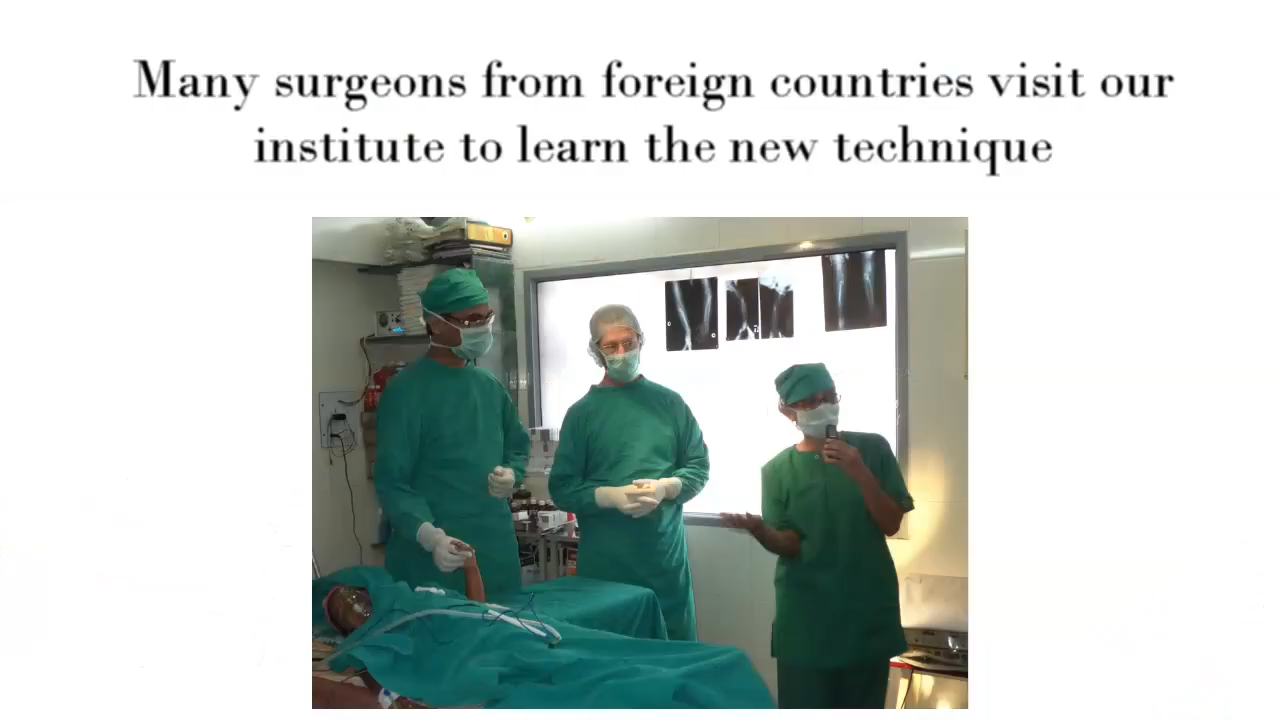 Many surgeons from foreign countries visit our
institute to learn the new technique